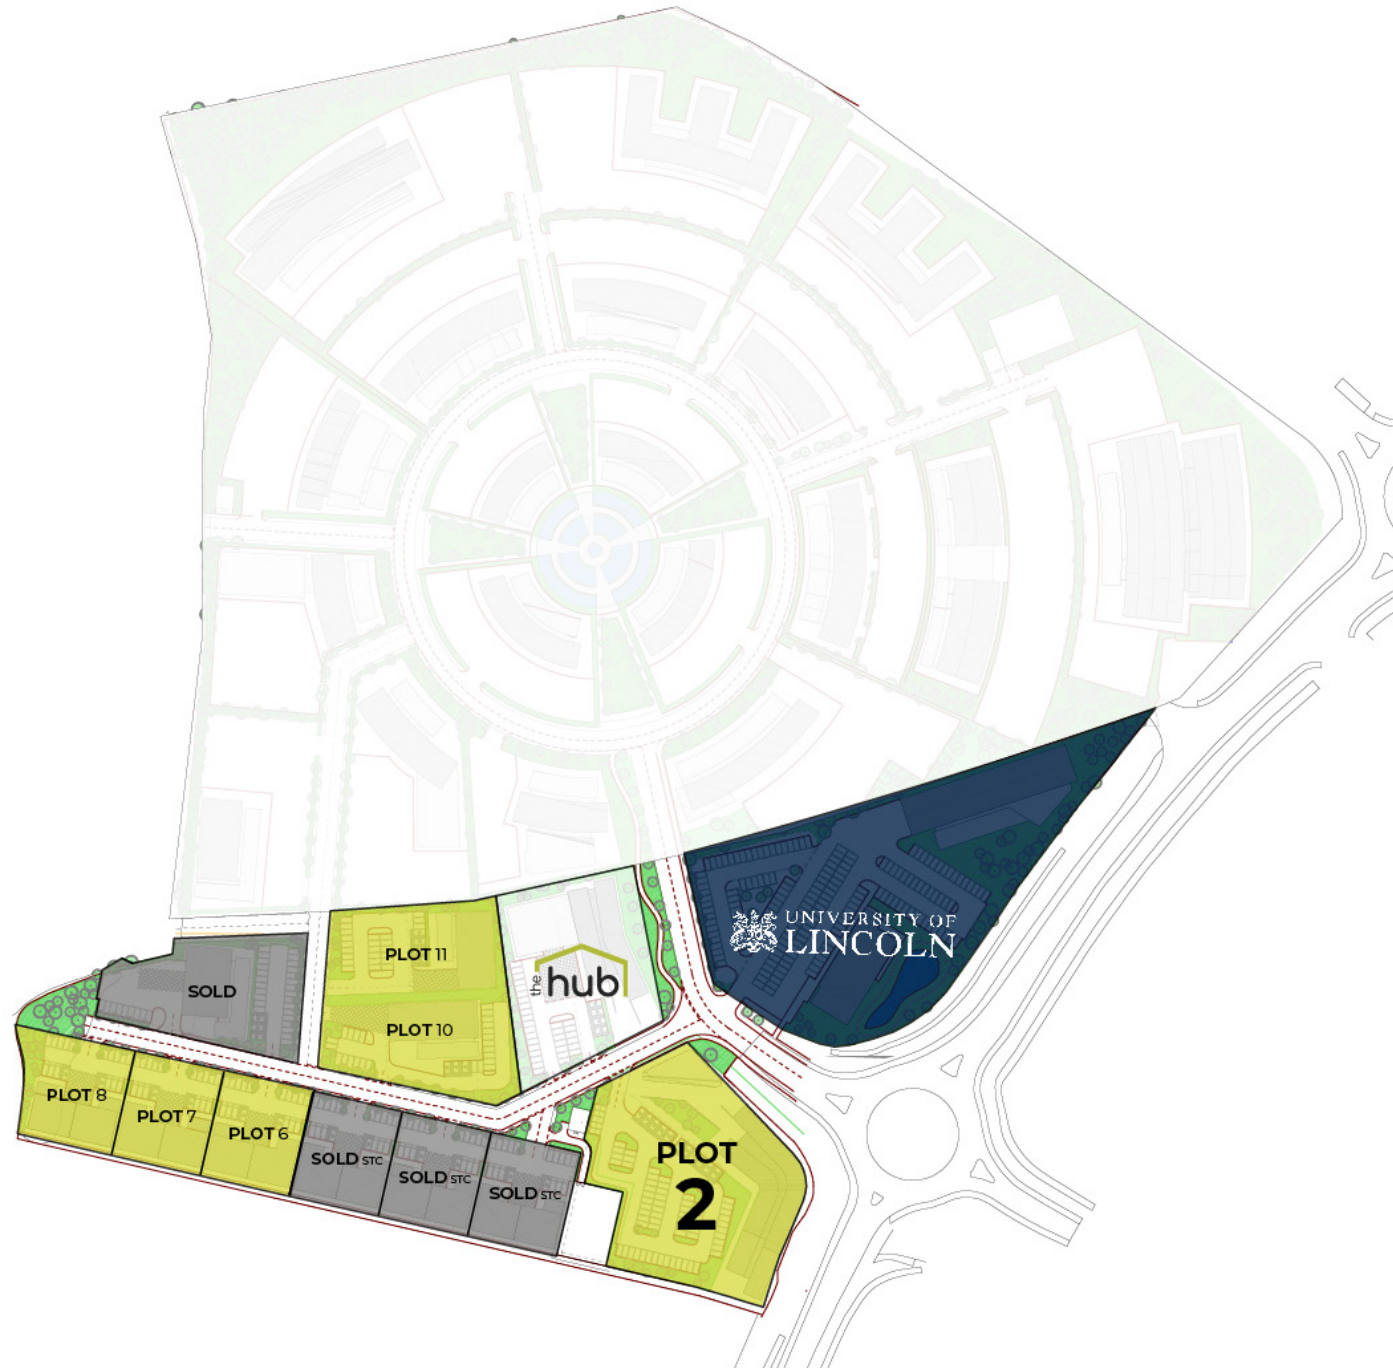 UNIVERSITY OF
LINCOLN
PLOT 11
the hub
SOLD
PLOT 10
PLOT 8
PLOT 7
PLOT 6
SOLD STC
SOLD STC
SOLD STC
PLOT
2